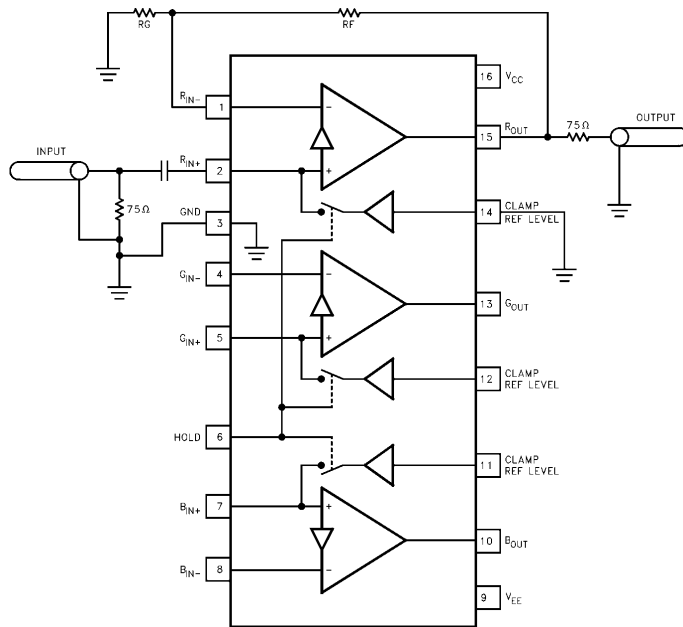 RG
RF
16
VCC
RIN-
1
-
75Ω
OUTPUT
15
ROUT
INPUT
RIN+
2
+
75Ω
GND
3
14
CLAMP
REF LEVEL
GIN-
4
-
13
GOUT
GIN+
5
+
12
CLAMP
REF LEVEL
HOLD
6
11
CLAMP
REF LEVEL
BIN+
7
+
10
BOUT
BIN-
8
-
9
VEE